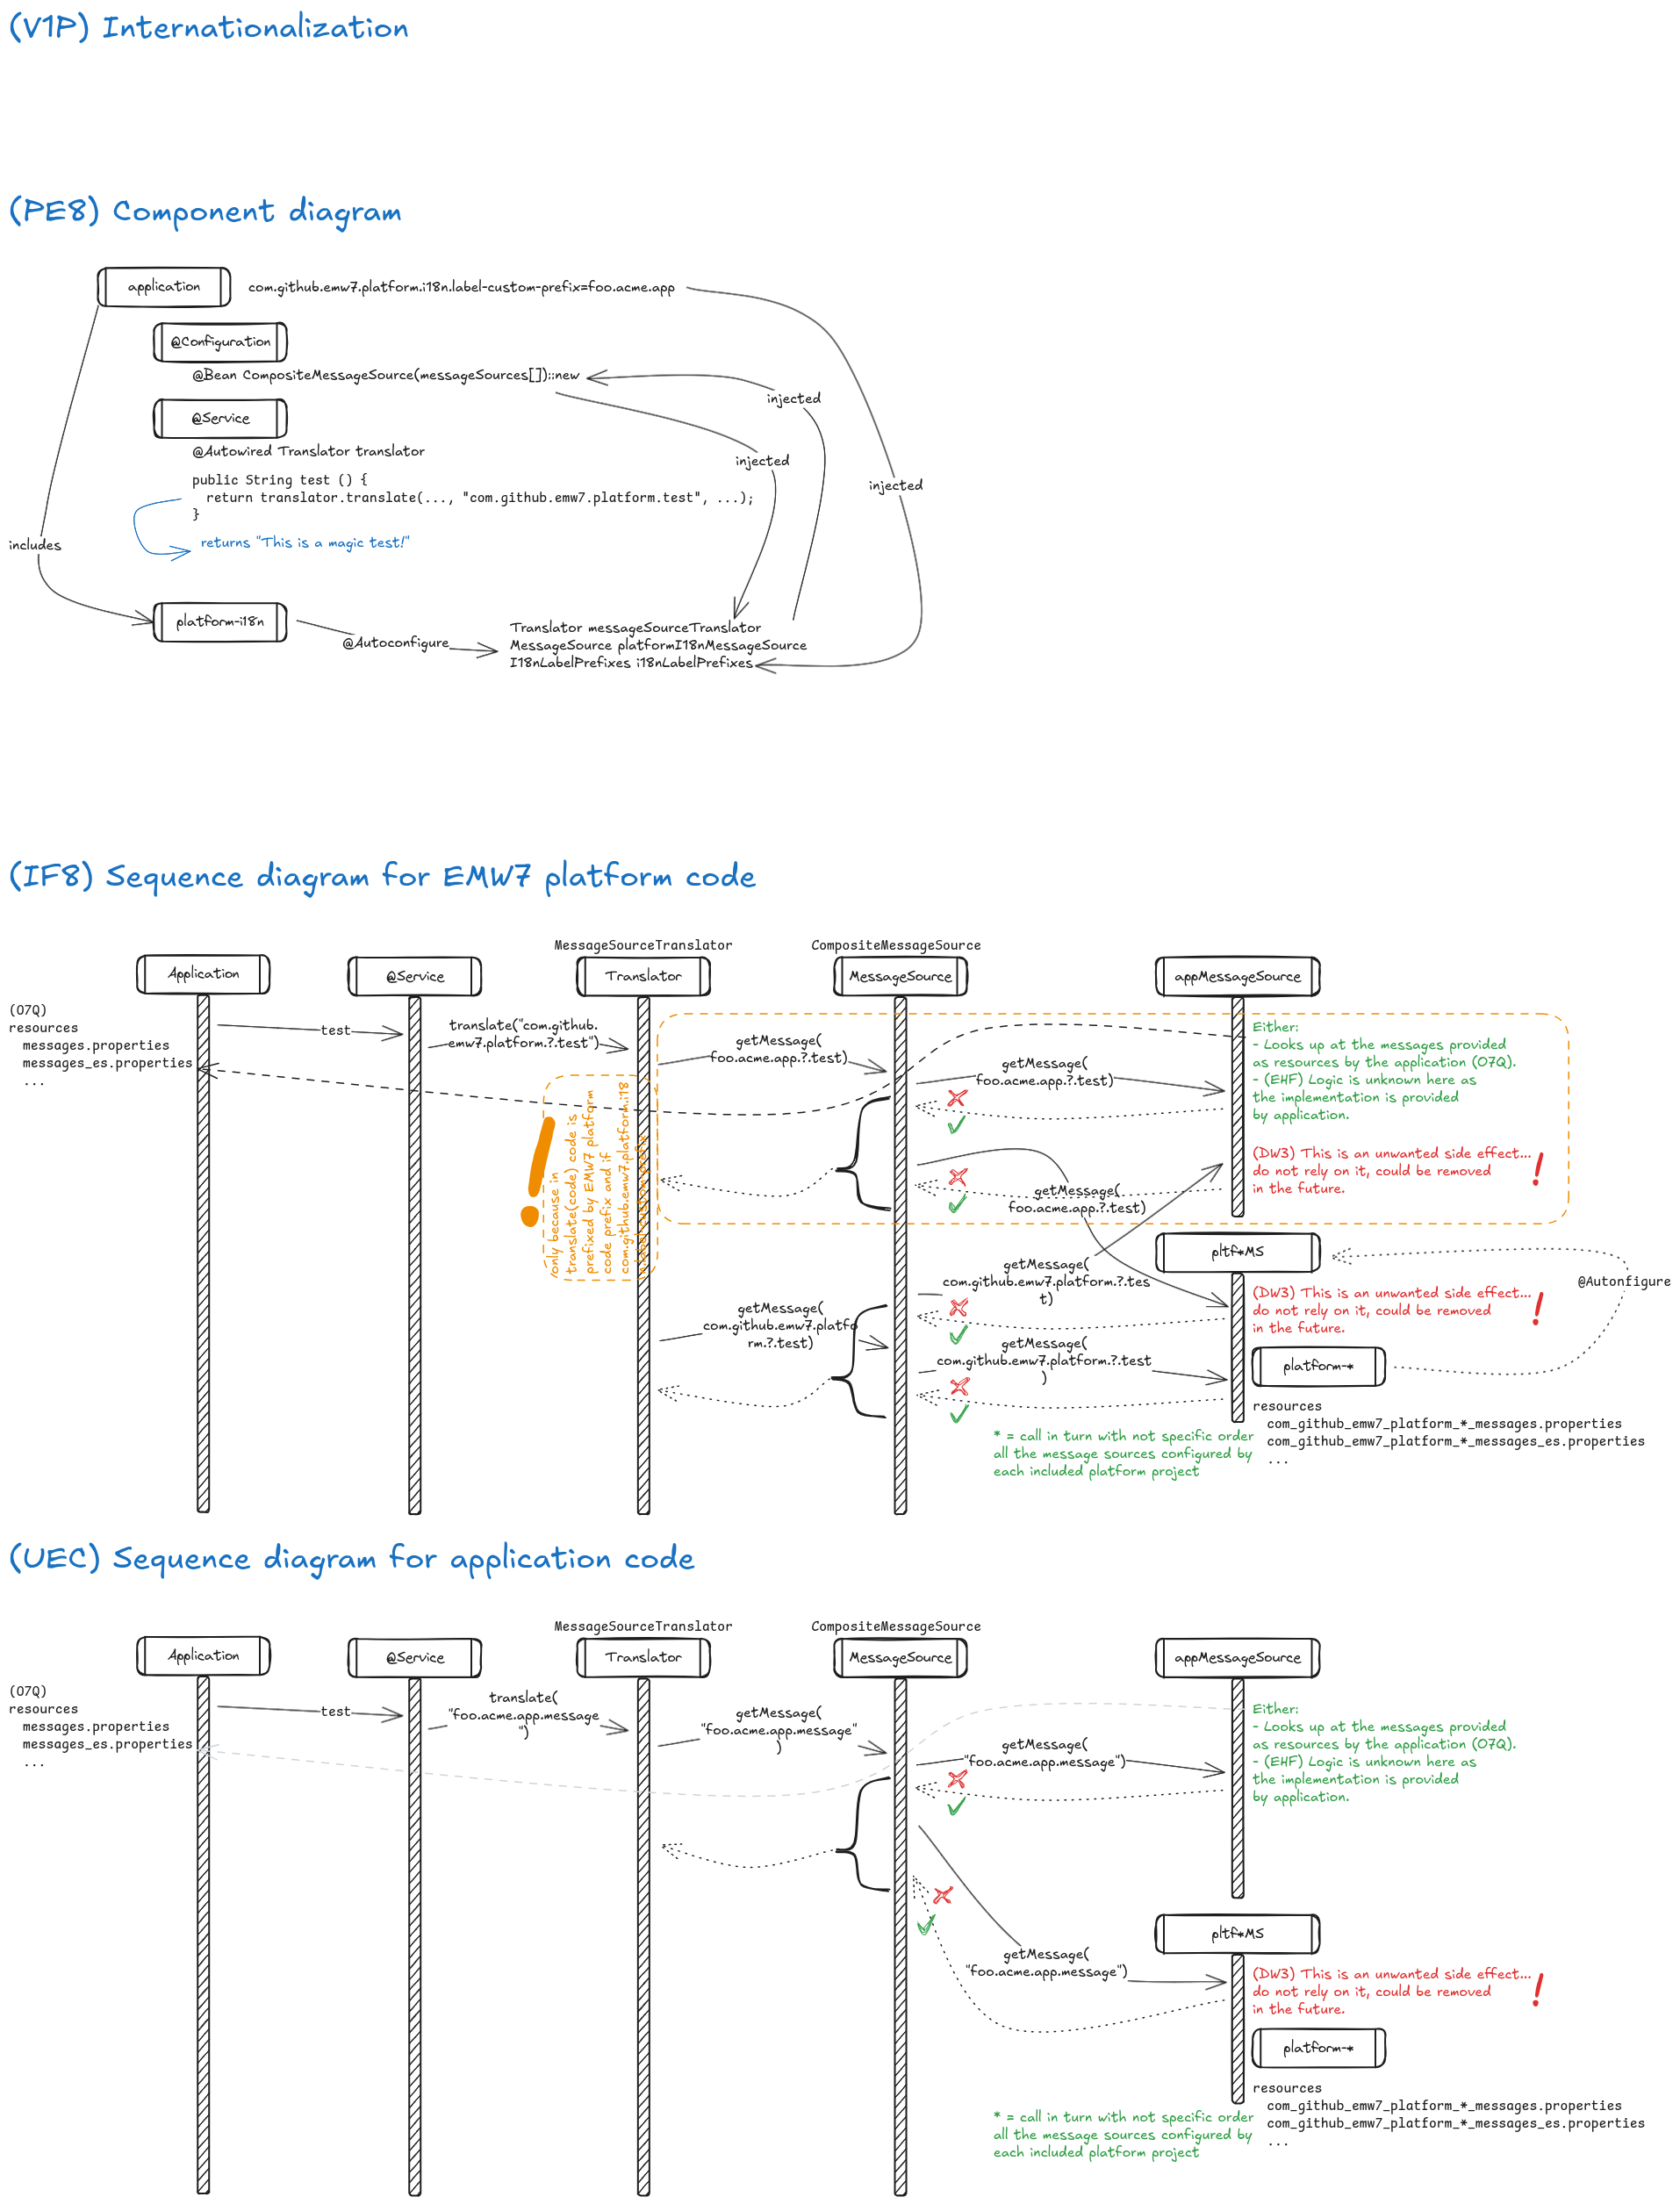 (V1P) Internationalization
(PE8) Component diagram
application
com.github.emw7.platform.i18n.label-custom-prefix=foo.acme.app
@Configuration
@Bean CompositeMessageSource(messageSources[])::new
injected
@Service
@Autowired Translator translator
injected
public String test () {
return translator.translate(..., "com.github.emw7.platform.test", ...);
}
injected
returns "This is a magic test!"
includes
platform-i18n
@Autoconfigure
Translator messageSourceTranslator
MessageSource platformI18nMessageSource
I18nLabelPrefixes i18nLabelPrefixes
(IF8) Sequence diagram for EMW7 platform code
MessageSourceTranslator
CompositeMessageSource
Application
@Service
Translator
MessageSource
appMessageSource
(O7Q)
resources
messages.properties
messages_es.properties
...
test
translate("com.github.
emw7.platform.?.test")
getMessage(
foo.acme.app.?.test)
getMessage(
foo.acme.app.?.test)
Either:
- Looks up at the messages provided
as resources by the application (O7Q).
- (EHF) Logic is unknown here as
the implementation is provided
by application.
(DW3) This is an unwanted side effect...
do not rely on it, could be removed
in the future.
!
!
only because in
translate(code) code is
prefixed by EMW7 platform
code prefix and if
com.github.emw7.platform.i18
getMessage(
foo.acme.app.?.test)
pltf*MS
getMessage(
com.github.emw7.platform.?.tes
t)
@Autonfigure
(DW3) This is an unwanted side effect...
do not rely on it, could be removed
in the future.
!
getMessage(
com.github.emw7.platfo
rm.?.test)
getMessage(
com.github.emw7.platform.?.test
)
platform-*
resources
com_github_emw7_platform_*_messages.properties
com_github_emw7_platform_*_messages_es.properties
...
* = call in turn with not specific order
all the message sources configured by
each included platform project
(UEC) Sequence diagram for application code
MessageSourceTranslator
CompositeMessageSource
Application
@Service
Translator
MessageSource
appMessageSource
(O7Q)
resources
messages.properties
messages_es.properties
...
test
translate(
"foo.acme.app.message
")
getMessage(
"foo.acme.app.message"
)
getMessage(
"foo.acme.app.message")
Either:
- Looks up at the messages provided
as resources by the application (O7Q).
- (EHF) Logic is unknown here as
the implementation is provided
by application.
pltf*MS
getMessage(
"foo.acme.app.message")
(DW3) This is an unwanted side effect...
do not rely on it, could be removed
in the future.
!
platform-*
resources
com_github_emw7_platform_*_messages.properties
com_github_emw7_platform_*_messages_es.properties
...
* = call in turn with not specific order
all the message sources configured by
each included platform project